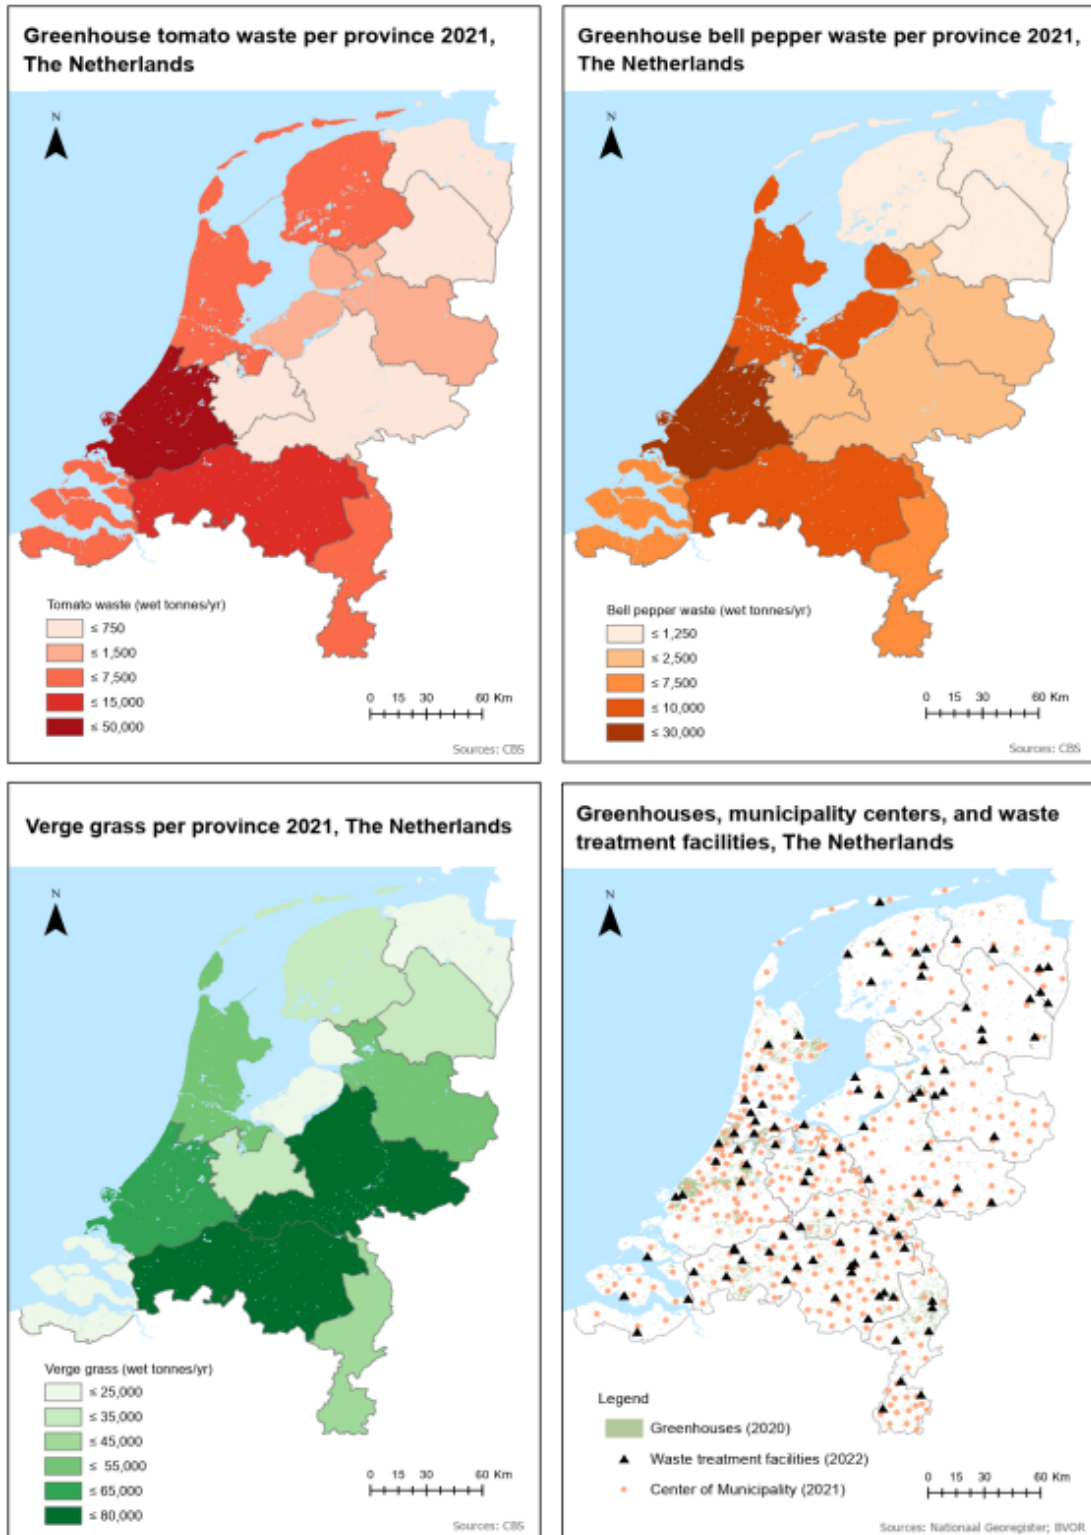 Greenhouse tomato waste per province 2021,
The Netherlands
N
Tomato waste (wet tonnes/yr)
≤ 750
≤ 1,500
≤ 7,500
≤ 15,000
≤ 50,000
0 15 30 60 Km
Sources: CBS
Greenhouse bell pepper waste per province 2021,
The Netherlands
N
Bell pepper waste (wet tonnes/yr)
≤ 1,250
≤ 2,500
≤ 7,500
≤ 10,000
≤ 30,000
0 15 30 60 Km
Sources: CBS
Verge grass per province 2021, The Netherlands
N
Verge grass (wet tonnes/yr)
≤ 25,000
≤ 35,000
≤ 45,000
≤ 55,000
≤ 65,000
≤ 80,000
0 15 30 60 Km
Sources: CBS
Greenhouses, municipality centers, and waste
treatment facilities, The Netherlands
N
Legend
Greenhouses (2020)
Waste treatment facilities (2022)
Center of Municipality (2021)
0 15 30 60 Km
Sources: Nationaal Georegister; BVOR